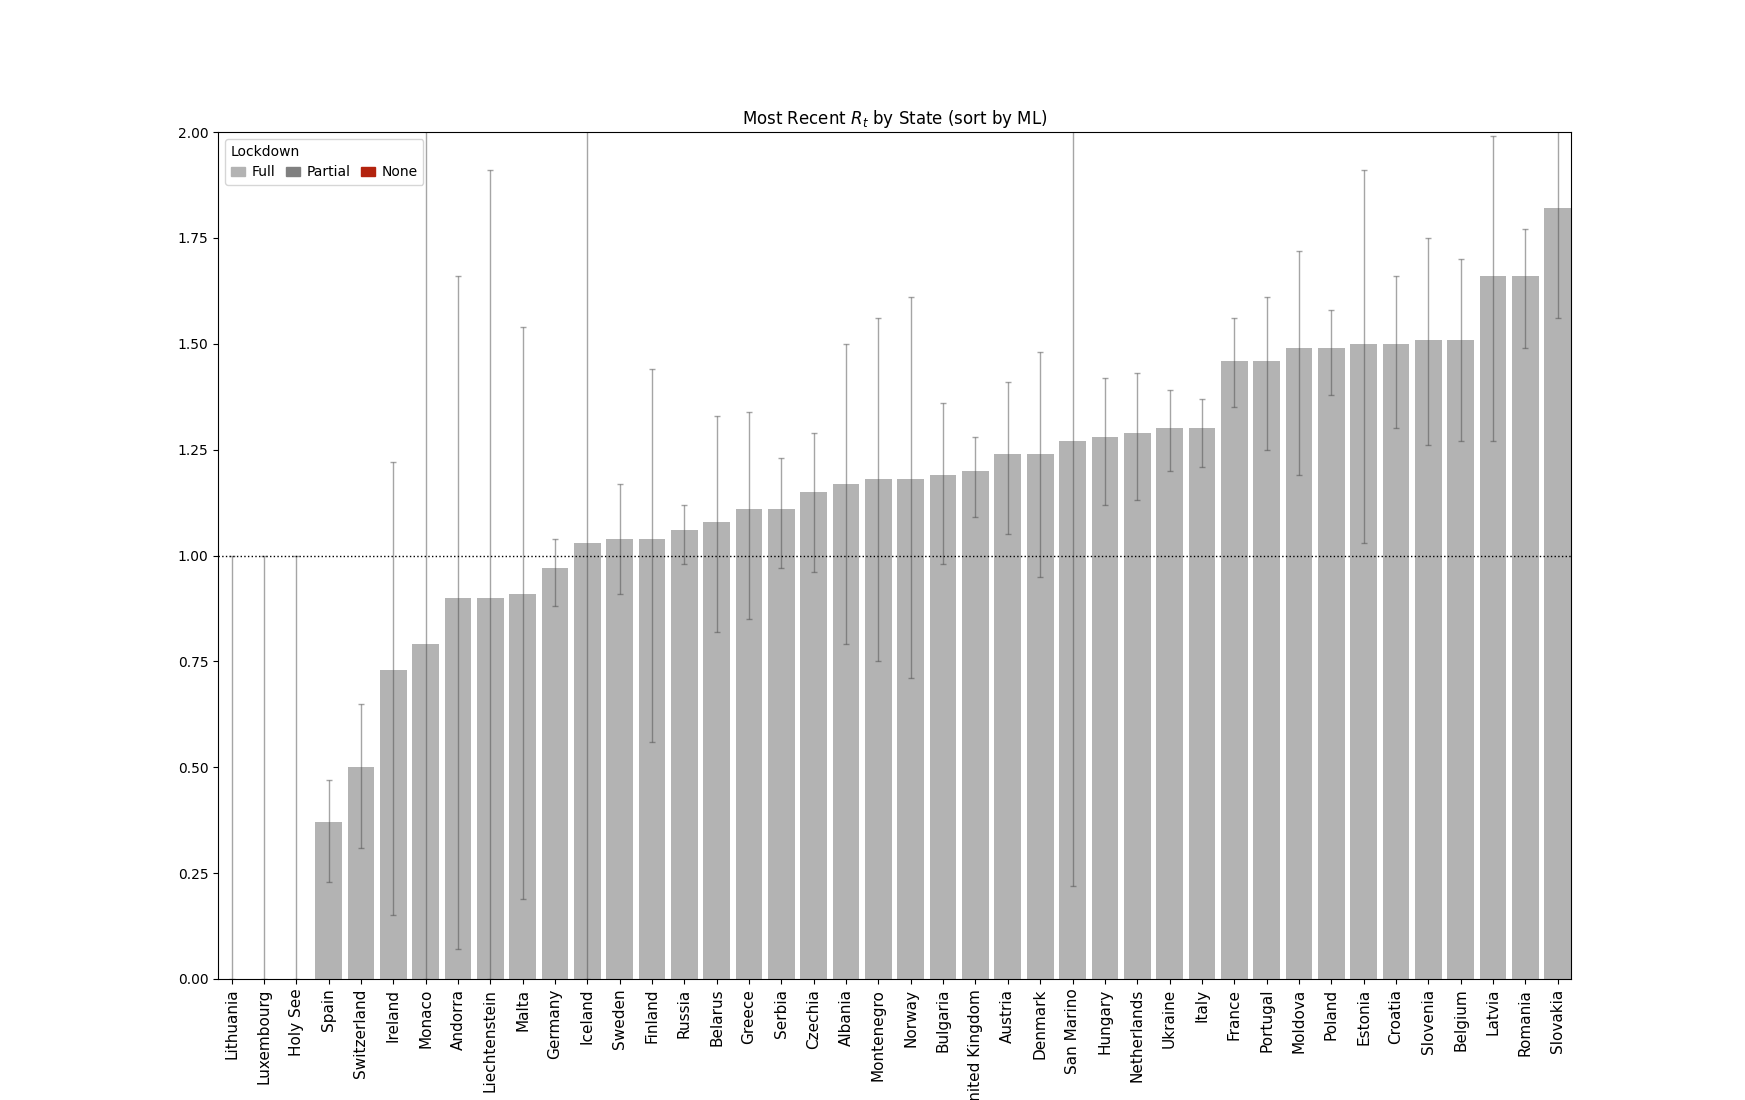 Most Recent R_t by State (sort by ML)
2.00
Lockdown
Full Partial None
1.75
1.50
1.25
1.00
0.75
0.50
0.25
0.00
Lithuania
Luxembourg
Holy See
Spain
Switzerland
Ireland
Monaco
Andorra
Liechtenstein
Malta
Germany
Iceland
Sweden
Finland
Russia
Belarus
Greece
Serbia
Czechia
Albania
Montenegro
Norway
Bulgaria
nited Kingdom
Austria
Denmark
San Marino
Hungary
Netherlands
Ukraine
Italy
France
Portugal
Moldova
Poland
Estonia
Croatia
Slovenia
Belgium
Latvia
Romania
Slovakia